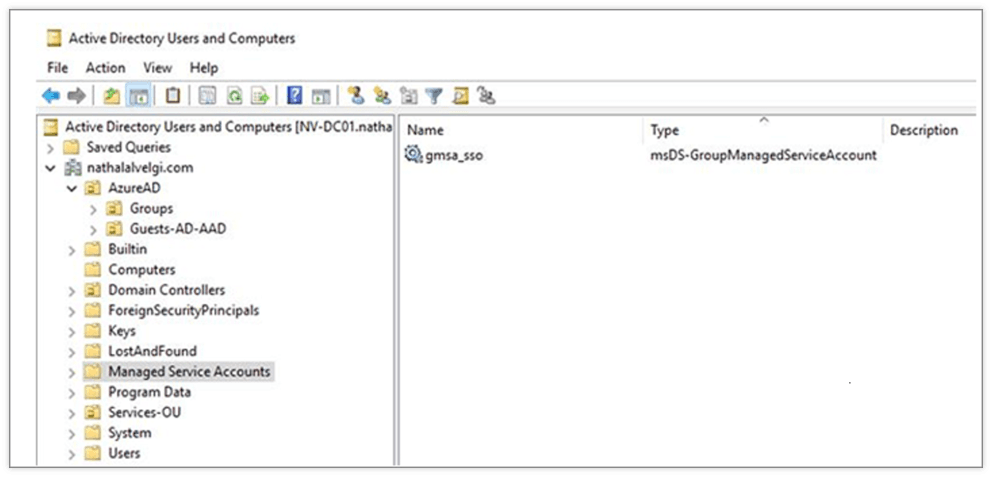 Active Directory Users and Computers
File Action View Help
Active Directory Users and Computers [NV-DC01.natha
Saved Queries
nathalalvelgi.com
AzureAD
Groups
Guests-AD-AAD
Builtin
Computers
Domain Controllers
ForeignSecurityPrincipals
Keys
LostAndFound
Managed Service Accounts
Program Data
Services-OU
System
Users
Name Type Description
gmsa_sso msDS-GroupManagedServiceAccount